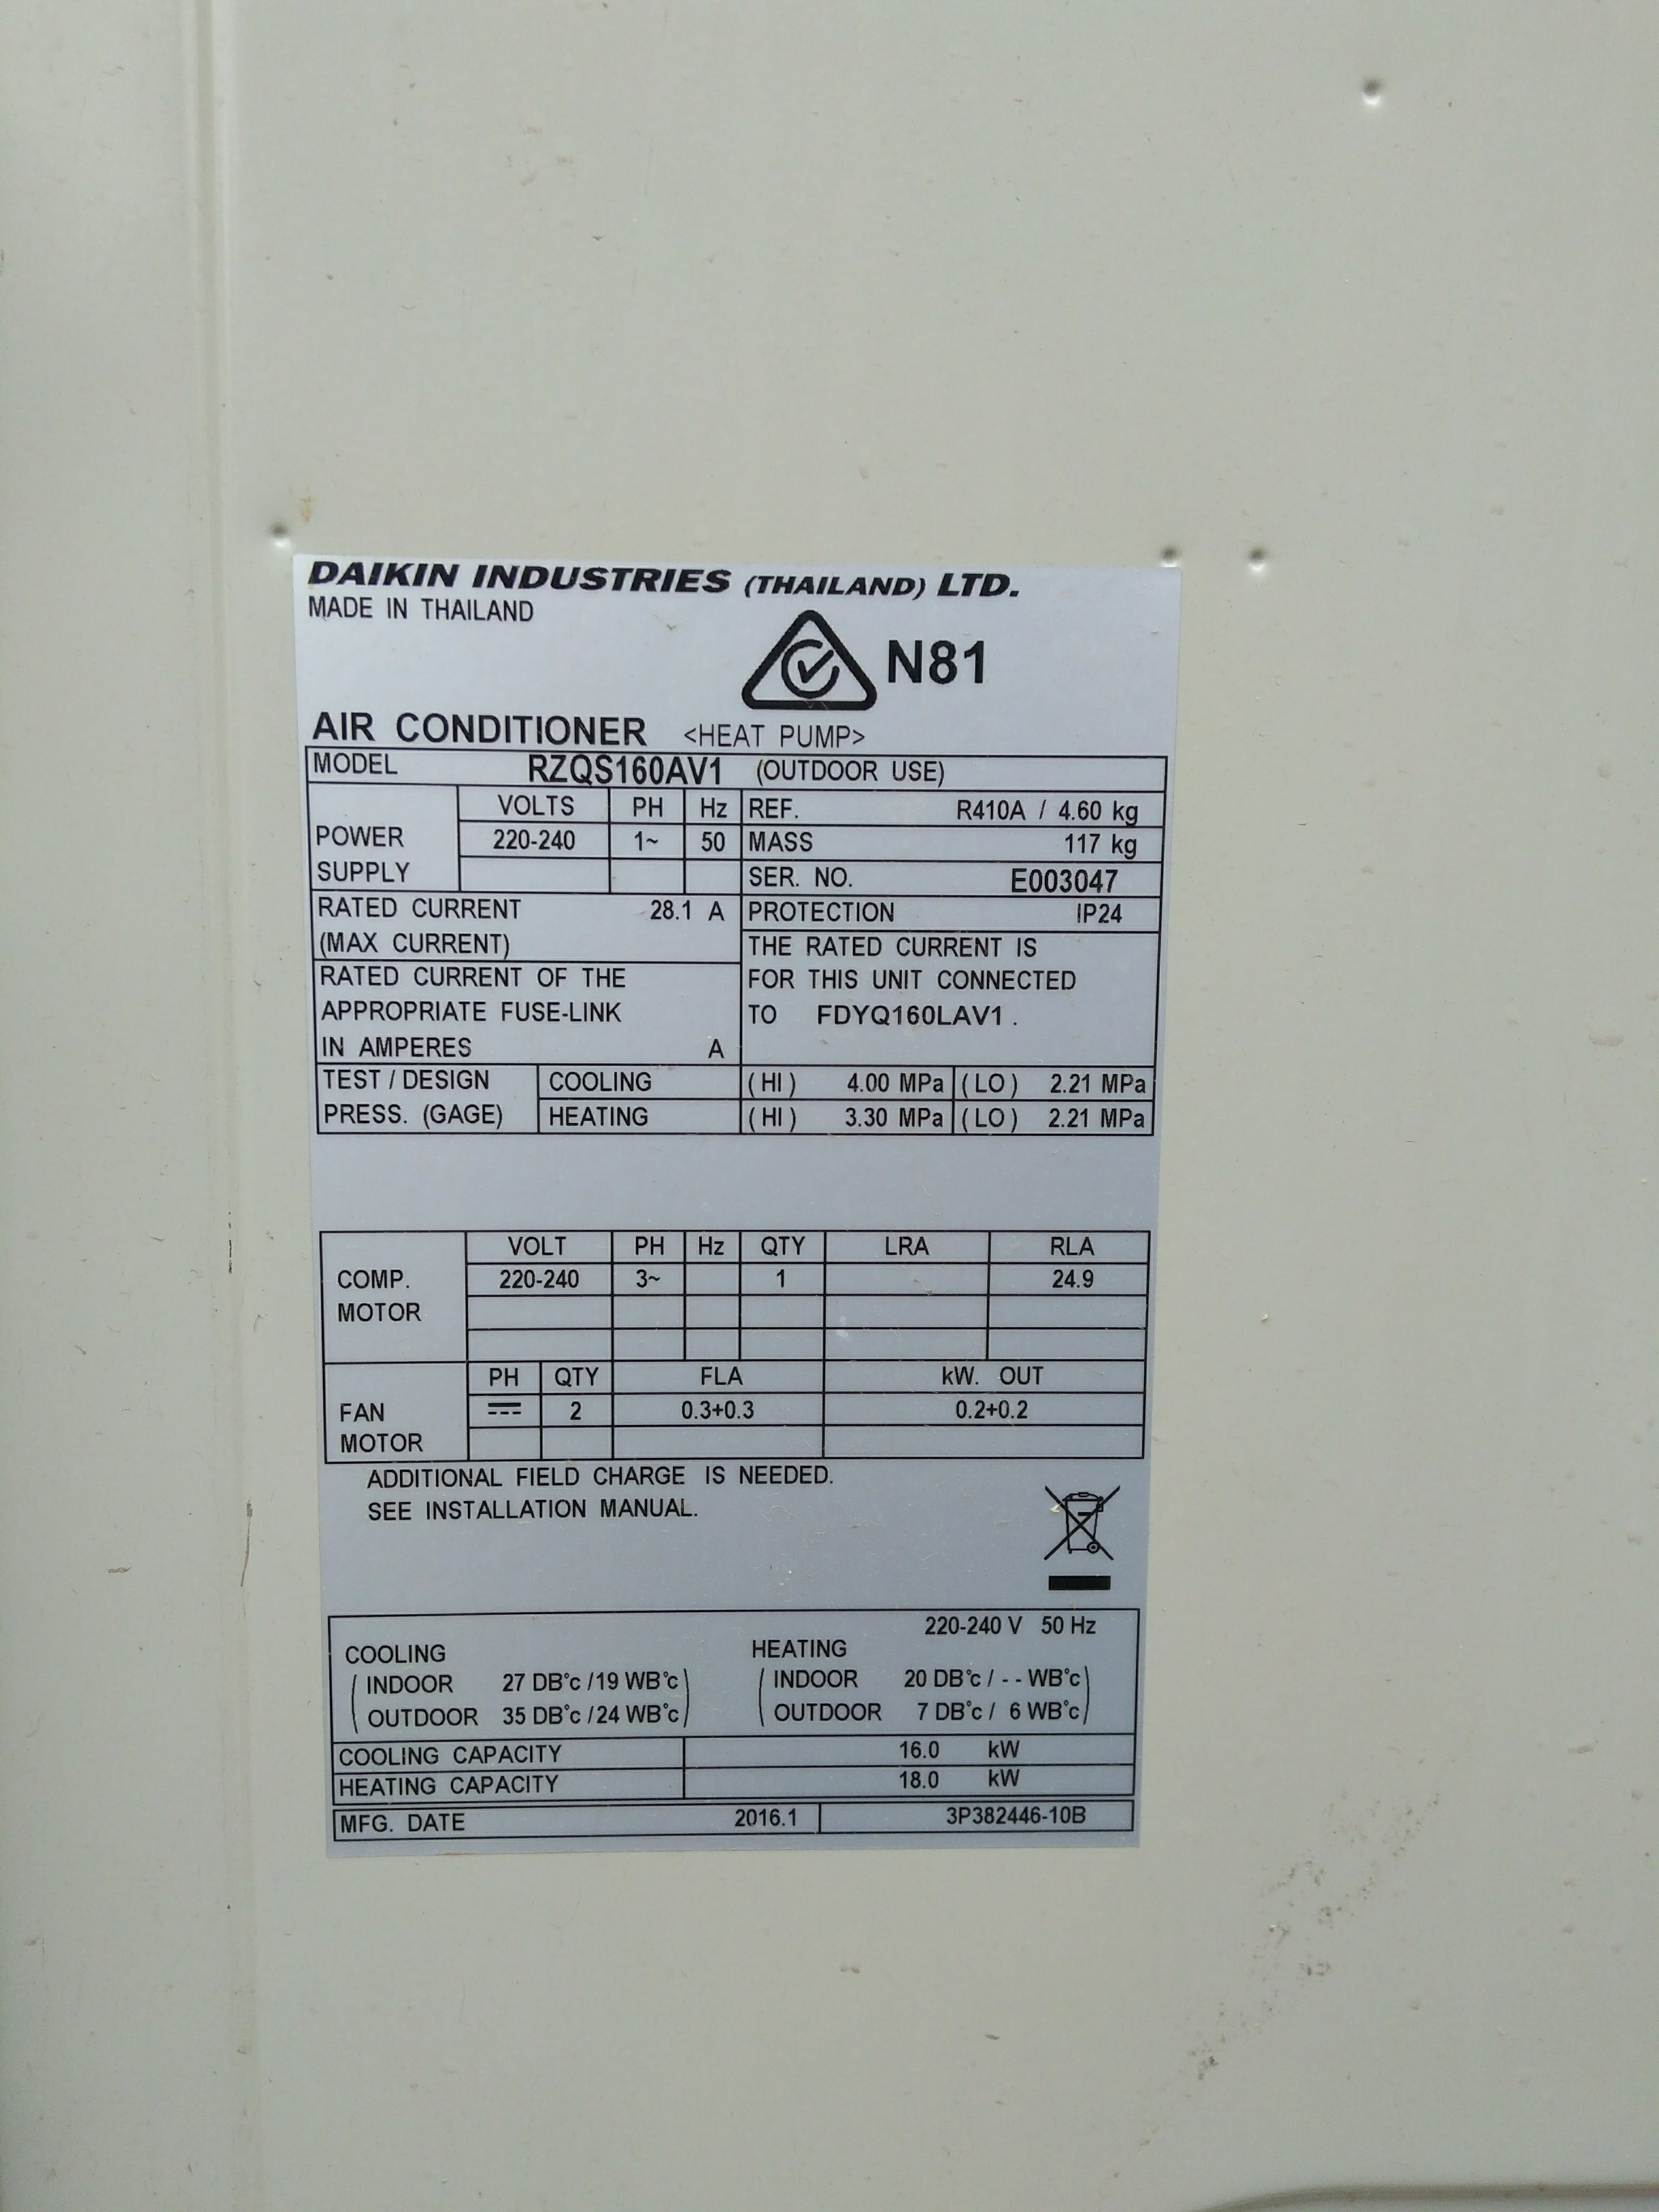 DAIKIN INDUSTRIES (THAILAND) LTD.
MADE IN THAILAND
N81
AIR CONDITIONER <HEAT PUMP>
MODEL RZQS160AV1 (OUTDOOR USE)
POWER SUPPLY
VOLTS PH Hz
220-240 1~ 50
REF. R410A / 4.60 kg
MASS 117 kg
SER. NO. E003047
RATED CURRENT 28.1 A
(MAX CURRENT)
PROTECTION IP24
RATED CURRENT OF THE
APPROPRIATE FUSE-LINK
IN AMPERES A
THE RATED CURRENT IS
FOR THIS UNIT CONNECTED
TO FDYQ160LAV1 .
TEST / DESIGN
PRESS. (GAGE)
COOLING (HI) 4.00 MPa (LO) 2.21 MPa
HEATING (HI) 3.30 MPa (LO) 2.21 MPa
COMP.
MOTOR
VOLT PH Hz QTY LRA RLA
220-240 3~ 1 24.9
FAN
MOTOR
PH QTY FLA kW. OUT
2 0.3+0.3 0.2+0.2
ADDITIONAL FIELD CHARGE IS NEEDED.
SEE INSTALLATION MANUAL.
220-240 V 50 Hz
COOLING
INDOOR 27 DB°c /19 WB°c
OUTDOOR 35 DB°c /24 WB°c
HEATING
INDOOR 20 DB°c / - - WB°c
OUTDOOR 7 DB°c / 6 WB°c
COOLING CAPACITY 16.0 kW
HEATING CAPACITY 18.0 kW
MFG. DATE 2016.1 3P382446-10B